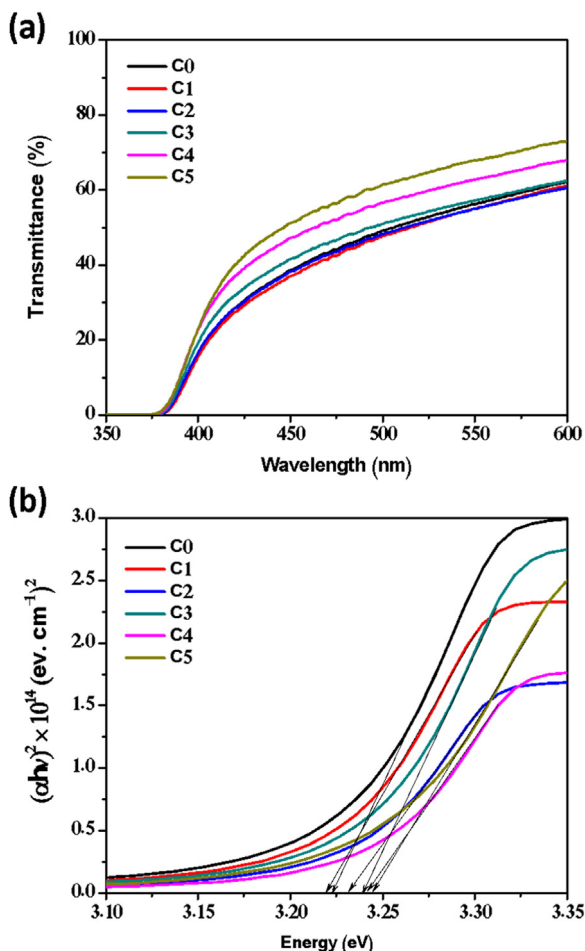 (a)
100
80
60
40
20
0
Transmittance (%)
C0
C1
C2
C3
C4
C5
350 400 450 500 550 600
Wavelength (nm)
(b)
3.0
2.5
2.0
1.5
1.0
0.5
0.0
(αhν)² × 10¹⁴ (ev. cm⁻¹)²
C0
C1
C2
C3
C4
C5
3.10 3.15 3.20 3.25 3.30 3.35
Energy (eV)